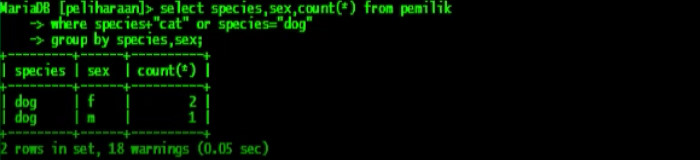 MariaDB [peliharaan]> select species,sex,count(*) from pemilik
-> where species+"cat" or species="dog"
-> group by species,sex;
+---------+------+----------+
| species | sex | count(*) |
+---------+------+----------+
| dog | f | 2 |
| dog | m | 1 |
+---------+------+----------+
2 rows in set, 18 warnings (0.05 sec)